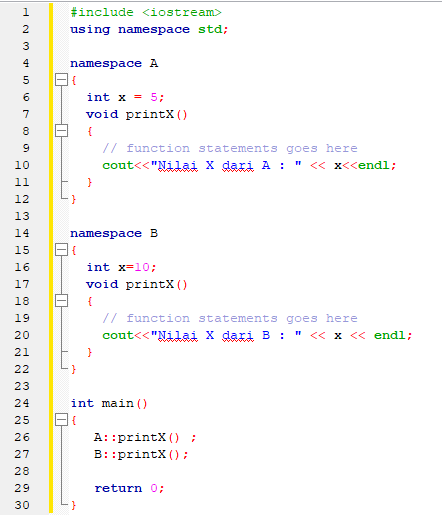 1 #include <iostream>
2 using namespace std;
3
4 namespace A
5 {
6 int x = 5;
7 void printX()
8 {
9 // function statements goes here
10 cout<<"Nilai X dari A : " << x<<endl;
11 }
12 }
13
14 namespace B
15 {
16 int x=10;
17 void printX()
18 {
19 // function statements goes here
20 cout<<"Nilai X dari B : " << x << endl;
21 }
22 }
23
24 int main()
25 {
26 A::printX() ;
27 B::printX();
28
29 return 0;
30 }